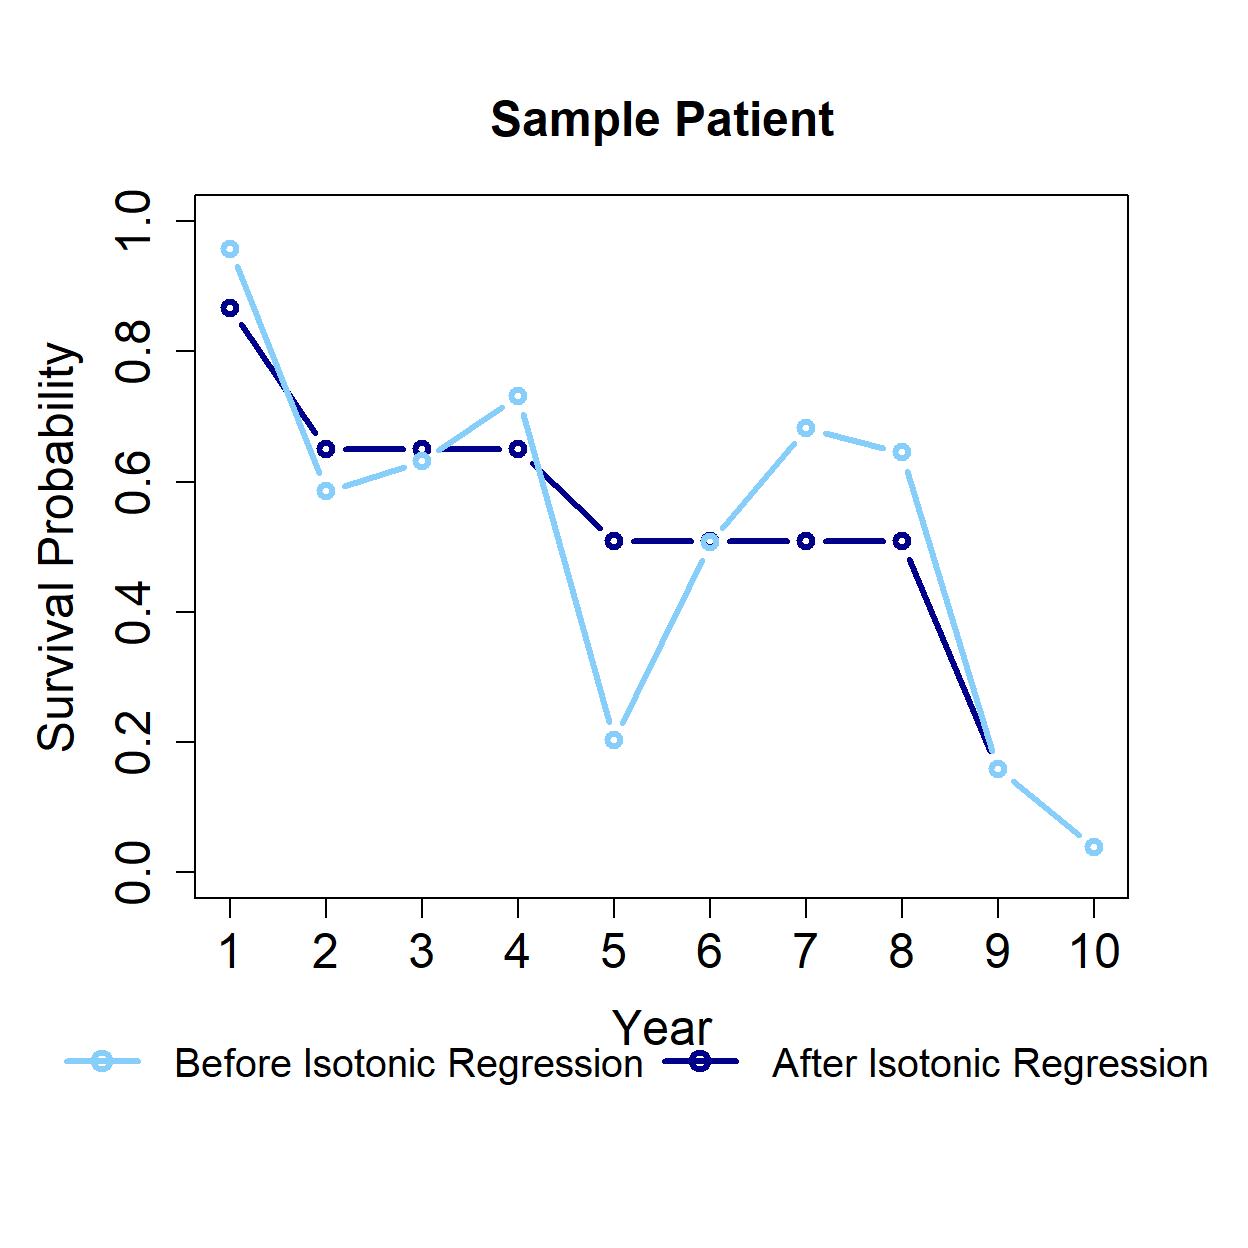 Sample Patient
Survival Probability
1.0
0.8
0.6
0.4
0.2
0.0
1 2 3 4 5 6 7 8 9 10
Year
Before Isotonic Regression After Isotonic Regression